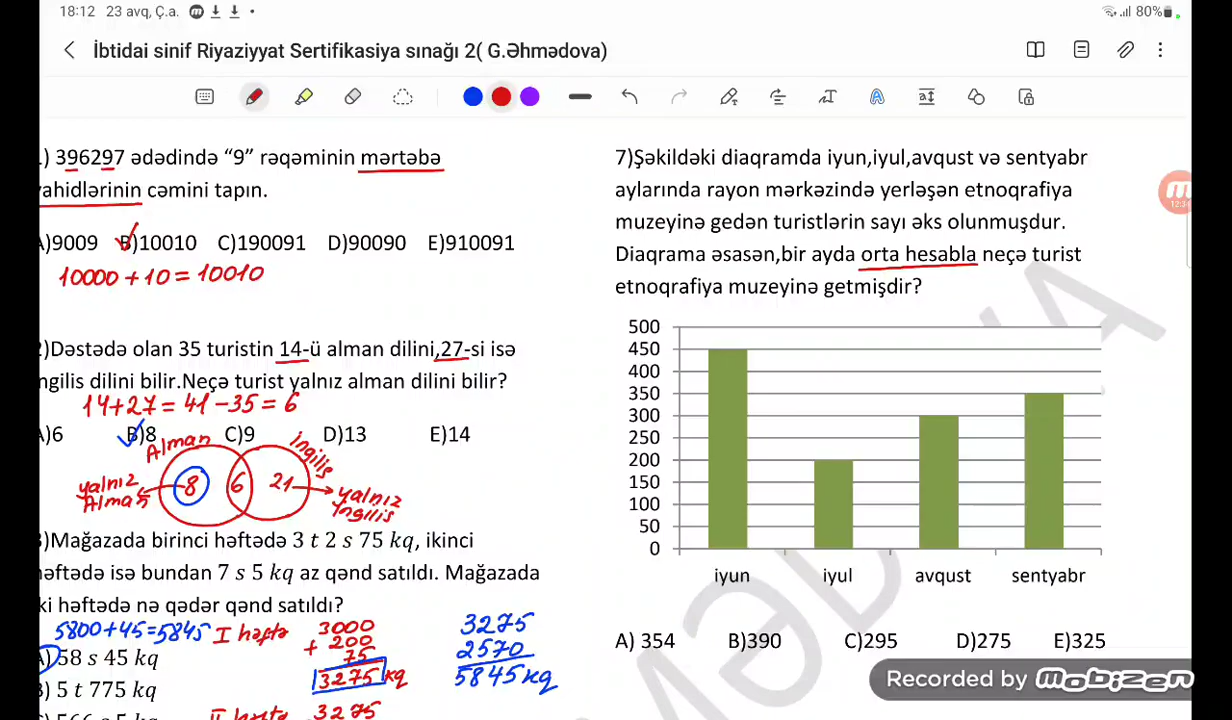 18:12 23 avq, Ç.a.
80%
İbtidai sinif Riyaziyyat Sertifikasiya sınağı 2( G.Əhmədova)
) 396297 ədədində “9” rəqəminin mərtəbə
vahidlərinin cəmini tapın.
A)9009 B)10010 C)190091 D)90090 E)910091
10000 + 10 = 10010
2)Dəstədə olan 35 turistin 14-ü alman dilini,27-si isə
ingilis dilini bilir.Neçə turist yalnız alman dilini bilir?
14+27 = 41 - 35 = 6
A)6 B)8 C)9 D)13 E)14
Alman İngilis
yalnız Alman 8 6 21 yalnız İngilis
3)Mağazada birinci həftədə 3 t 2 s 75 kq, ikinci
həftədə isə bundan 7 s 5 kq az qənd satıldı. Mağazada
iki həftədə nə qədər qənd satıldı?
5800+45=5845 I həftə
3000
+ 200
75
3275 kq
3275
2570
5845 kq
A) 58 s 45 kq
B) 5 t 775 kq
II həftə 3275
7)Şəkildəki diaqramda iyun,iyul,avqust və sentyabr
aylarında rayon mərkəzində yerləşən etnoqrafiya
muzeyinə gedən turistlərin sayı əks olunmuşdur.
Diaqrama əsasən,bir ayda orta hesabla neçə turist
etnoqrafiya muzeyinə getmişdir?
500
450
400
350
300
250
200
150
100
50
0
iyun iyul avqust sentyabr
A) 354 B)390 C)295 D)275 E)325
Recorded by mobizen